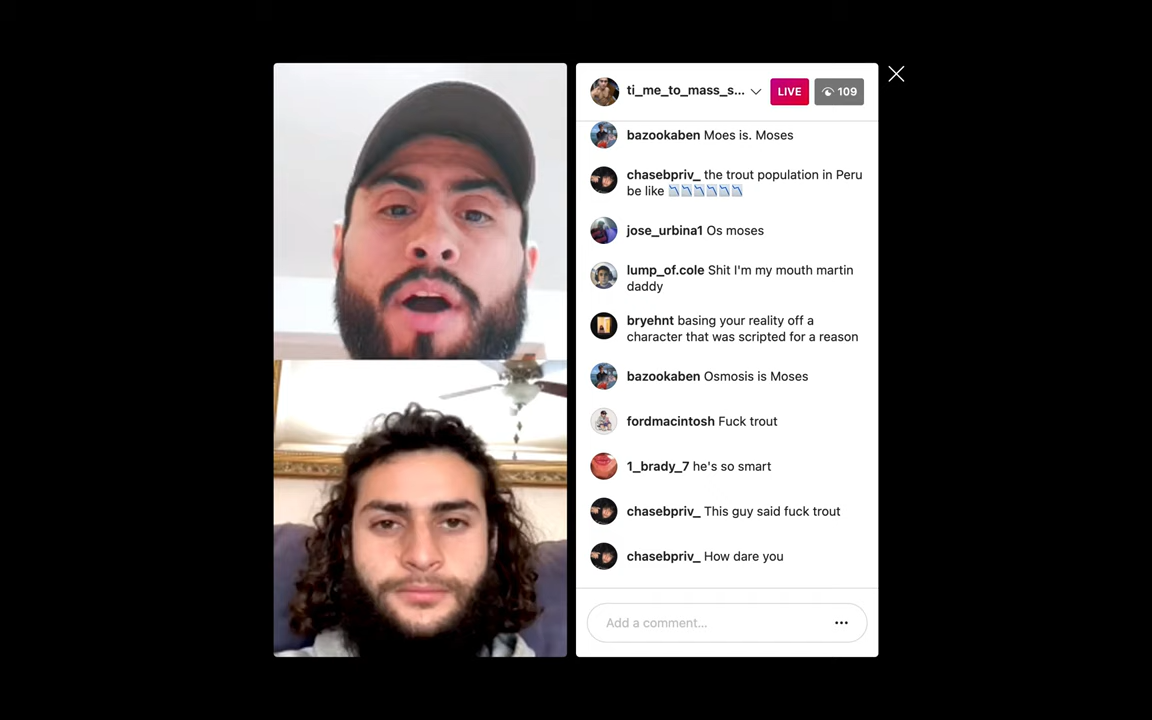 ti_me_to_mass_s...
LIVE
109
bazookaben Moes is. Moses
chasebpriv_ the trout population in Peru
be like 📉📉📉📉📉📉
jose_urbina1 Os moses
lump_of.cole Shit I'm my mouth martin
daddy
bryehnt basing your reality off a
character that was scripted for a reason
bazookaben Osmosis is Moses
fordmacintosh Fuck trout
1_brady_7 he's so smart
chasebpriv_ This guy said fuck trout
chasebpriv_ How dare you
Add a comment...